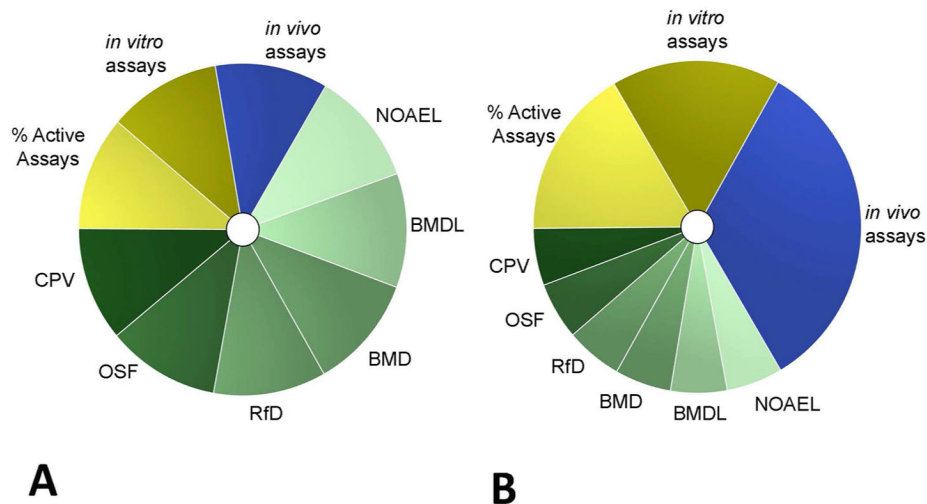 in vitro
assays
in vivo
assays
NOAEL
BMDL
BMD
RfD
OSF
CPV
% Active
Assays
A
in vitro
assays
in vivo
assays
NOAEL
BMDL
BMD
RfD
OSF
CPV
% Active
Assays
B